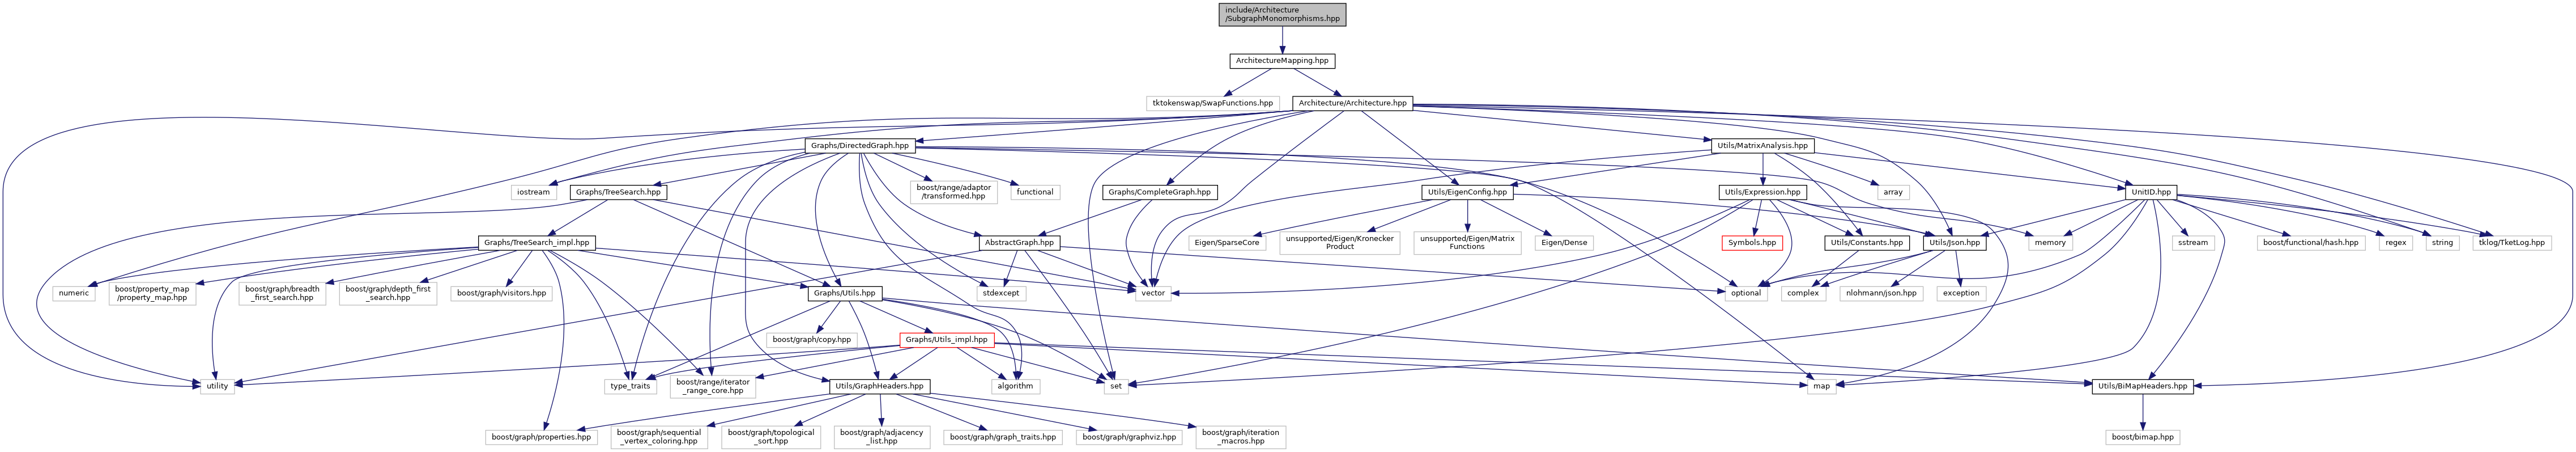 include/Architecture
/SubgraphMonomorphisms.hpp
ArchitectureMapping.hpp
tktokenswap/SwapFunctions.hpp
Architecture/Architecture.hpp
Graphs/DirectedGraph.hpp
Utils/MatrixAnalysis.hpp
iostream
Graphs/TreeSearch.hpp
boost/range/adaptor
/transformed.hpp
functional
Graphs/CompleteGraph.hpp
Utils/EigenConfig.hpp
Utils/Expression.hpp
array
UnitID.hpp
Graphs/TreeSearch_impl.hpp
AbstractGraph.hpp
Eigen/SparseCore
unsupported/Eigen/Kronecker
Product
unsupported/Eigen/Matrix
Functions
Eigen/Dense
Symbols.hpp
Utils/Constants.hpp
Utils/Json.hpp
memory
sstream
boost/functional/hash.hpp
regex
string
tklog/TketLog.hpp
numeric
boost/property_map
/property_map.hpp
boost/graph/breadth
_first_search.hpp
boost/graph/depth_first
_search.hpp
boost/graph/visitors.hpp
Graphs/Utils.hpp
stdexcept
vector
optional
complex
nlohmann/json.hpp
exception
boost/graph/copy.hpp
Graphs/Utils_impl.hpp
utility
type_traits
boost/range/iterator
_range_core.hpp
Utils/GraphHeaders.hpp
algorithm
set
map
Utils/BiMapHeaders.hpp
boost/graph/properties.hpp
boost/graph/sequential
_vertex_coloring.hpp
boost/graph/topological
_sort.hpp
boost/graph/adjacency
_list.hpp
boost/graph/graph_traits.hpp
boost/graph/graphviz.hpp
boost/graph/iteration
_macros.hpp
boost/bimap.hpp